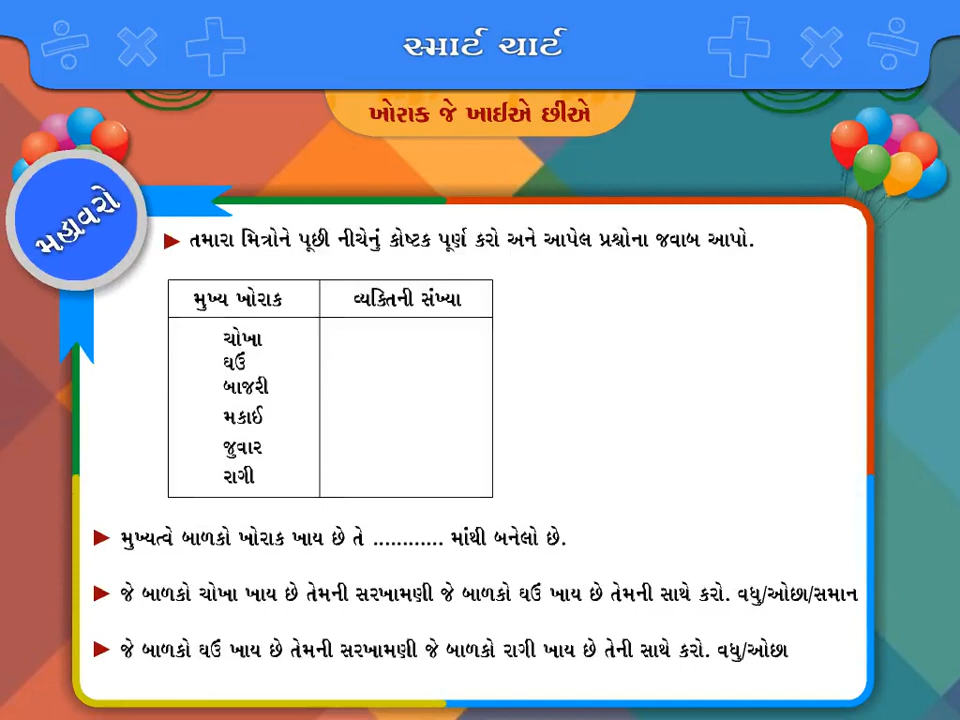 સ્માર્ટ ચાર્ટ
ખોરાક જે ખાઈએ છીએ
મહાવરો
તમારા મિત્રોને પૂછી નીચેનું કોષ્ટક પૂર્ણ કરો અને આપેલ પ્રશ્નોના જવાબ આપો.
મુખ્ય ખોરાક વ્યક્તિની સંખ્યા
ચોખા
ઘઉં
બાજરી
મકાઈ
જુવાર
રાગી
મુખ્યત્વે બાળકો ખોરાક ખાય છે તે ............ માંથી બનેલો છે.
જે બાળકો ચોખા ખાય છે તેમની સરખામણી જે બાળકો ઘઉં ખાય છે તેમની સાથે કરો. વધુ/ઓછા/સમાન
જે બાળકો ઘઉં ખાય છે તેમની સરખામણી જે બાળકો રાગી ખાય છે તેની સાથે કરો. વધુ/ઓછા